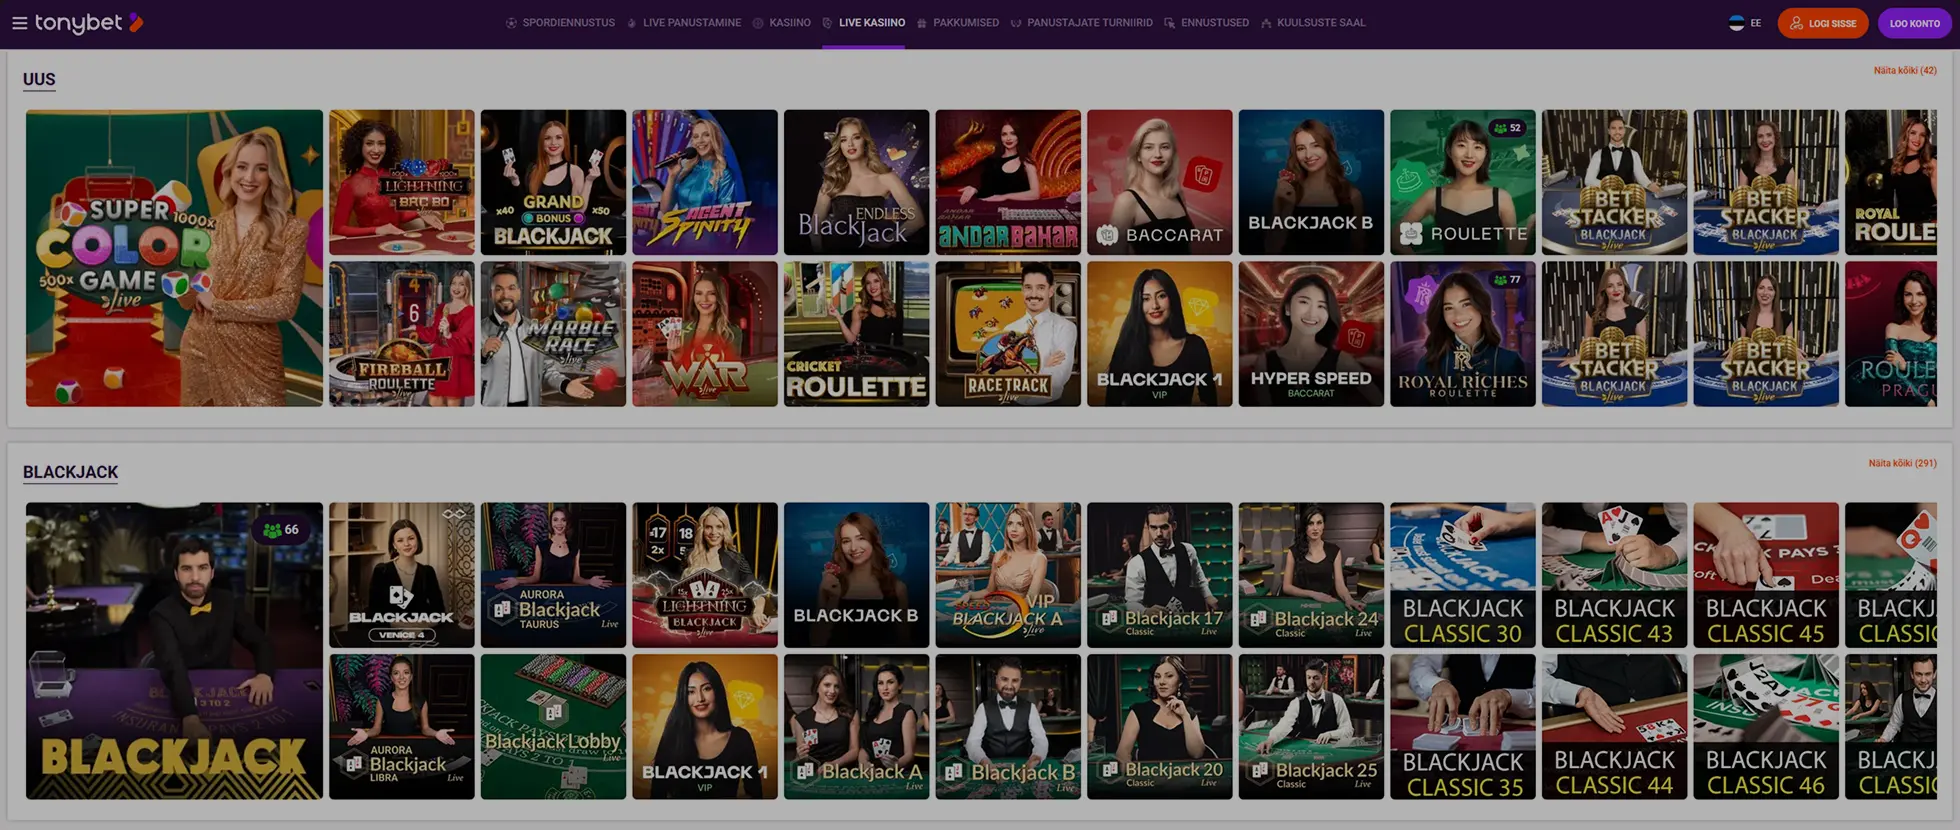 tonybet
SPORDIENNUSTUS
LIVE PANUSTAMINE
KASIINO
LIVE KASIINO
PAKKUMISED
PANUSTAJATE TURNIIRID
ENNUSTUSED
KUULSUSTE SAAL
EE
LOGI SISSE
LOO KONTO
UUS
Näita kõiki (42)
SUPER
1000x
COLOR
500x GAME
Live
LIGHTNING
BAC BO
GRAND
x40 BONUS x50
BLACKJACK
AGENT
SPINITY
ENDLESS
BlackJack
ANDAR BAHAR
BACCARAT
BLACKJACK B
52
ROULETTE
BET
STACKER
BLACKJACK
Live
BET
STACKER
BLACKJACK
Live
ROYAL
ROULE
4
6
FIREBALL
ROULETTE
MARBLE
RACE
Live
WAR
Live
CRICKET
ROULETTE
RACETRACK
BLACKJACK 1
VIP
HYPER SPEED
BACCARAT
77
ROYAL RICHES
ROULETTE
BET
STACKER
BLACKJACK
Live
BET
STACKER
BLACKJACK
Live
ROULE
PRAGU
BLACKJACK
Näita kõiki (291)
66
BLACKJACK
BLACKJACK
VENICE 4
AURORA
Blackjack
TAURUS
Live
17
18
2x
LIGHTNING
BLACKJACK
Live
BLACKJACK B
VIP
BLACKJACK A
Live
Blackjack 17
Classic
Live
Blackjack 24
Classic
Live
BLACKJACK
CLASSIC 30
BLACKJACK
CLASSIC 43
BLACKJACK
CLASSIC 45
BLACKJ
CLASSIC
AURORA
Blackjack
LIBRA
Live
Blackjack Lobby
Live
BLACKJACK 1
VIP
Blackjack A
Live
Blackjack B
Live
Blackjack 20
Classic
Live
Blackjack 25
Classic
Live
BLACKJACK
CLASSIC 35
BLACKJACK
CLASSIC 44
BLACKJACK
CLASSIC 46
BLACKJ
CLASSIC